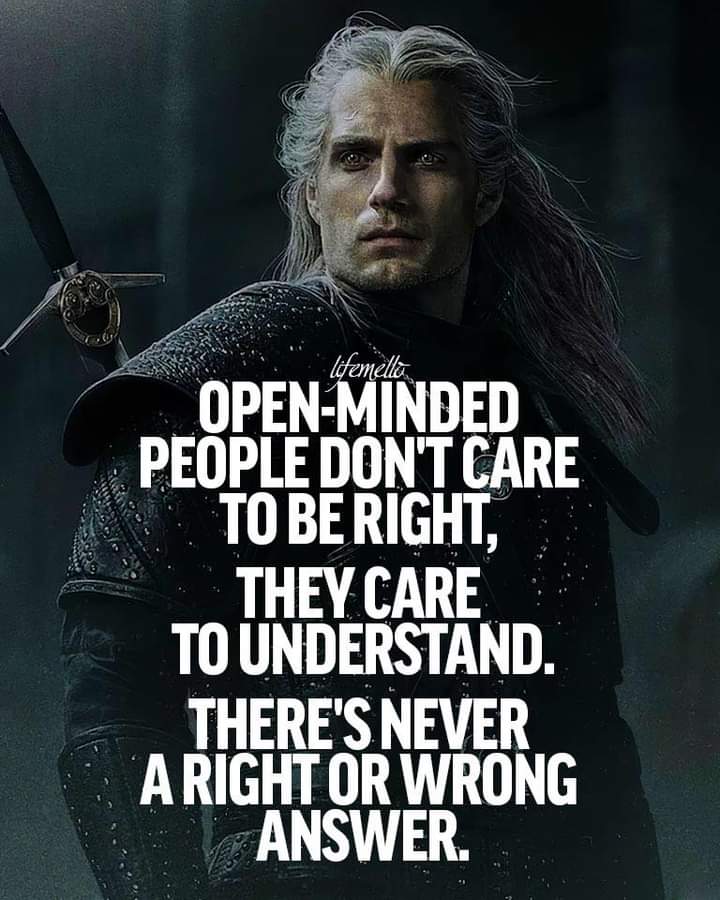 lifemello
OPEN-MINDED
PEOPLE DON'T CARE
TO BE RIGHT,
THEY CARE
TO UNDERSTAND.
THERE'S NEVER
A RIGHT OR WRONG
ANSWER.